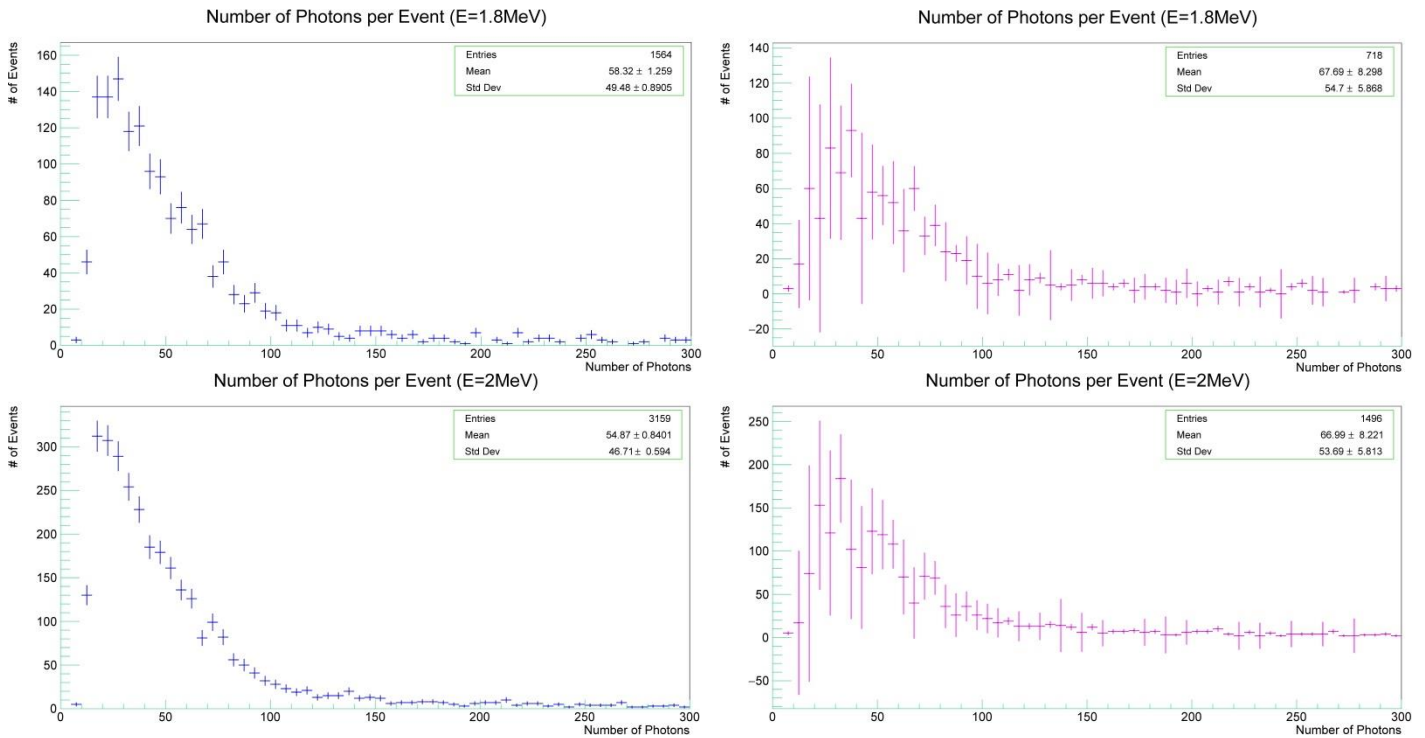 Number of Photons per Event (E=1.8MeV)
# of Events
160
140
120
100
80
60
40
20
0
Entries 1564
Mean 58.32 ± 1.259
Std Dev 49.48 ± 0.8905
0 50 100 150 200 250 300
Number of Photons
Number of Photons per Event (E=1.8MeV)
# of Events
140
120
100
80
60
40
20
0
−20
Entries 718
Mean 67.69 ± 8.298
Std Dev 54.7 ± 5.868
0 50 100 150 200 250 300
Number of Photons
Number of Photons per Event (E=2MeV)
# of Events
300
250
200
150
100
50
0
Entries 3159
Mean 54.87 ± 0.8401
Std Dev 46.71 ± 0.594
0 50 100 150 200 250 300
Number of Photons
Number of Photons per Event (E=2MeV)
# of Events
250
200
150
100
50
0
−50
Entries 1496
Mean 66.99 ± 8.221
Std Dev 53.69 ± 5.813
0 50 100 150 200 250 300
Number of Photons